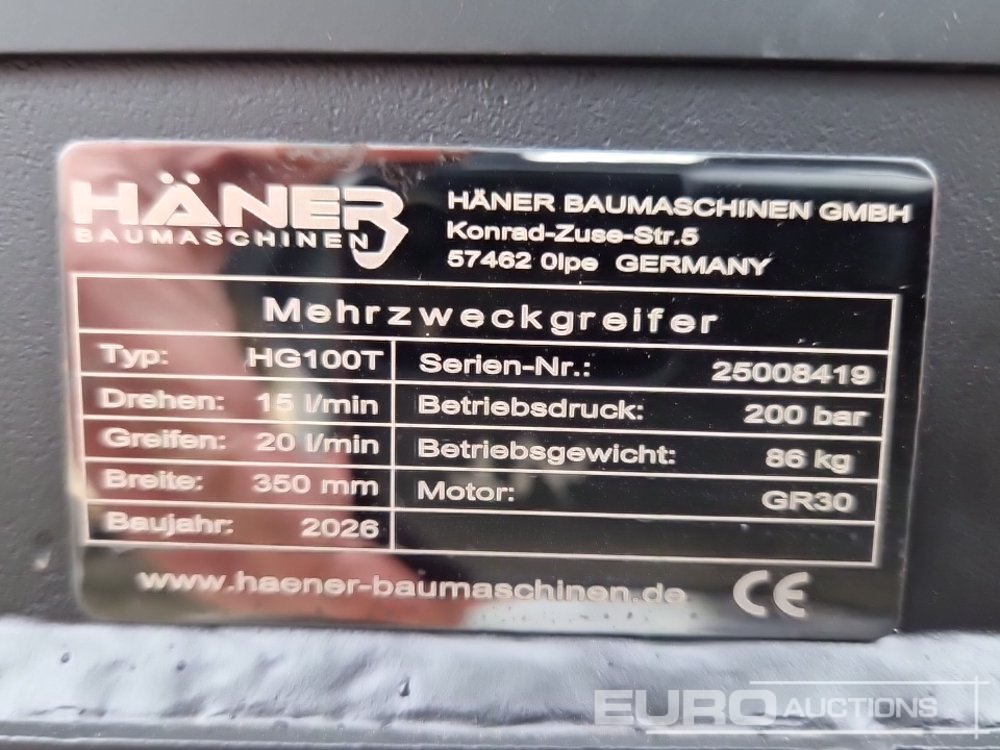 HÄNER
BAUMASCHINEN
HÄNER BAUMASCHINEN GMBH
Konrad-Zuse-Str.5
57462 Olpe GERMANY
Mehrzweckgreifer
Typ: HG100T Serien-Nr.: 25008419
Drehen: 15 l/min Betriebsdruck: 200 bar
Greifen: 20 l/min Betriebsgewicht: 86 kg
Breite: 350 mm Motor: GR30
Baujahr: 2026
www.haener-baumaschinen.de CE
EURO AUCTIONS